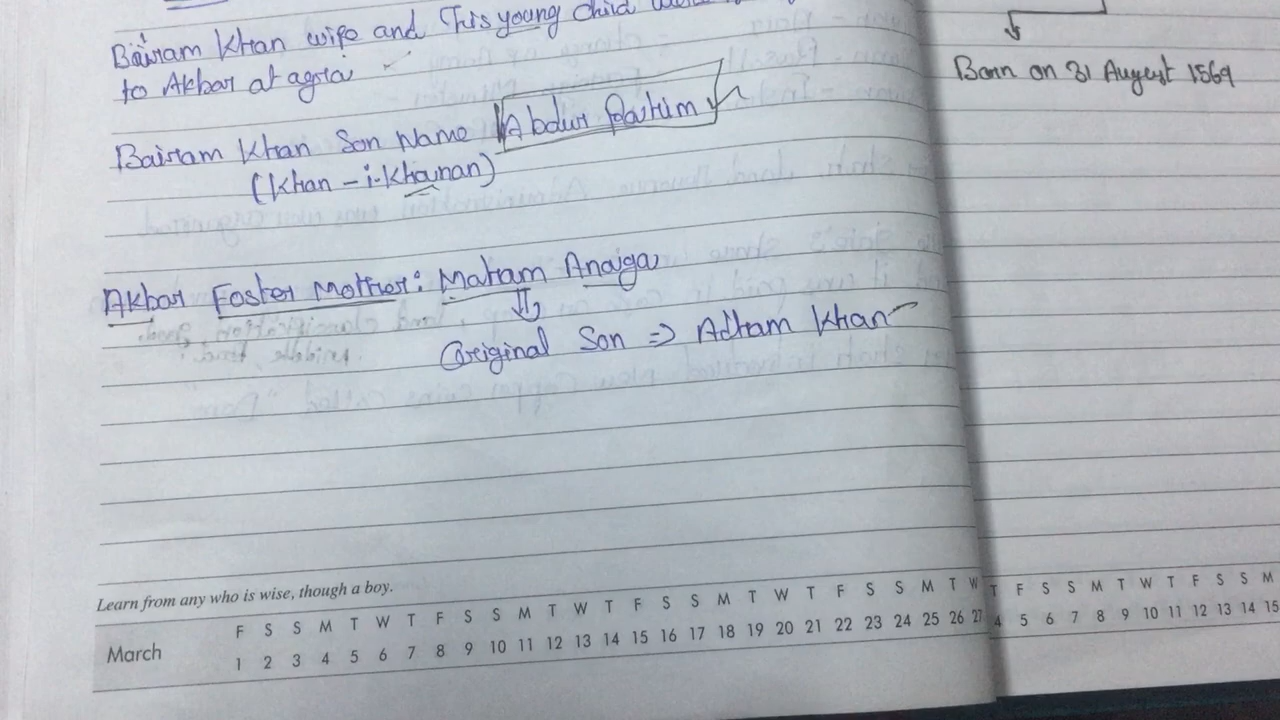 Bairam Khan wife and This young child
to Akbar at agra
Bairam Khan Son Name Abdur Rahim
(Khan-i-Khanan)
Akbar Foster Mother: Maham Anaga
Original Son => Adham Khan
Learn from any who is wise, though a boy.
F S S M T W T F S S M T W T F S S M T W T F S S M T W
March 1 2 3 4 5 6 7 8 9 10 11 12 13 14 15 16 17 18 19 20 21 22 23 24 25 26 27
Born on 31 August 1569
T F S S M T W T F S S M
4 5 6 7 8 9 10 11 12 13 14 15